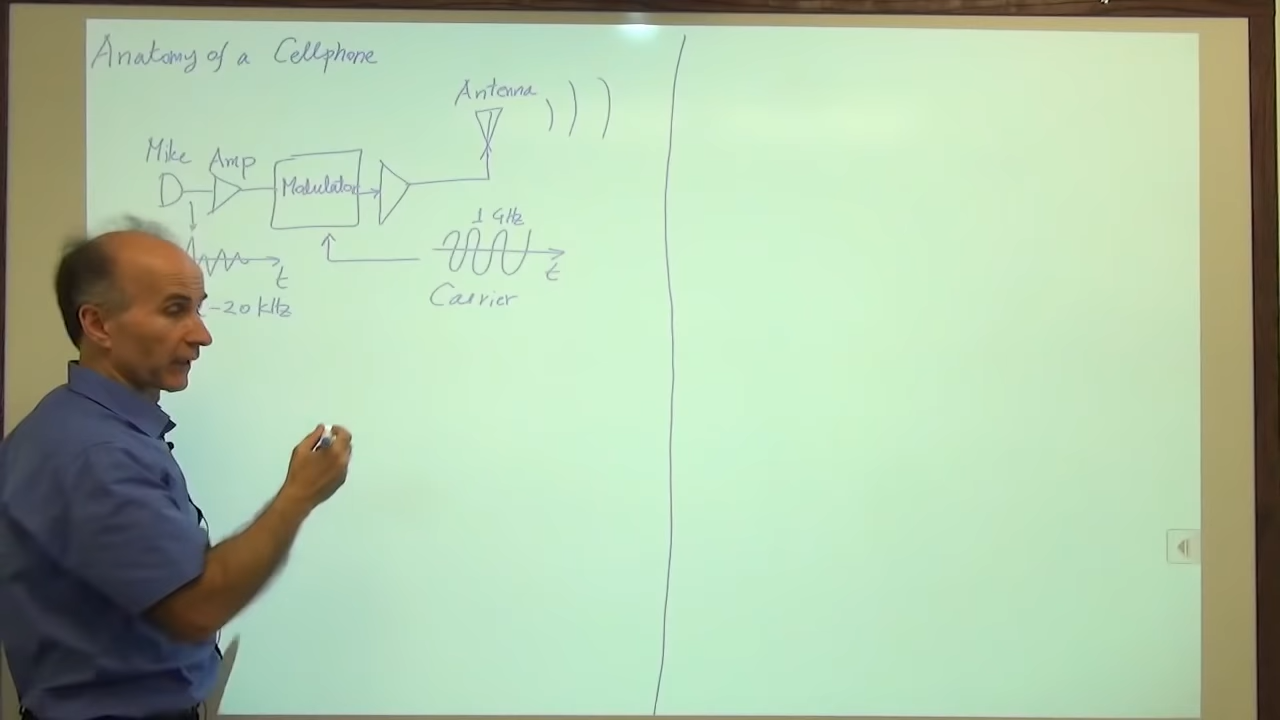 Anatomy of a Cellphone
Antenna
Mike Amp
Modulator
1 GHz
t
t
-20 kHz
Carrier